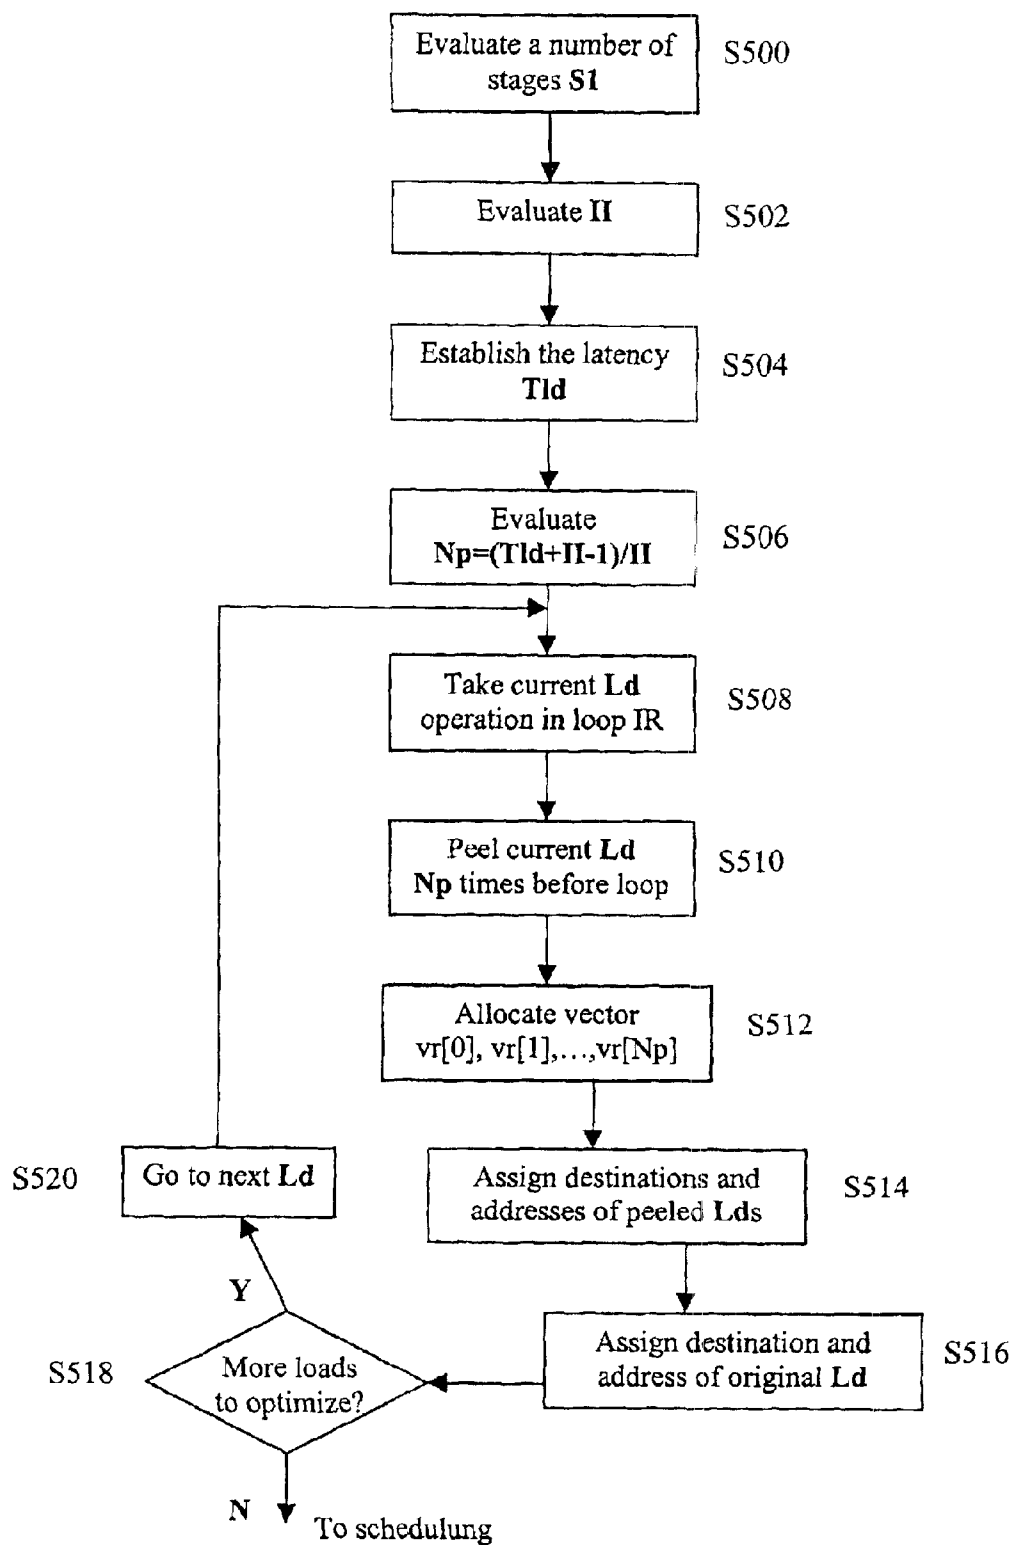 Evaluate a number of
stages S1
S500
Evaluate II
S502
Establish the latency
Tld
S504
Evaluate
Np=(Tld+II-1)/II
S506
Take current Ld
operation in loop IR
S508
Peel current Ld
Np times before loop
S510
Allocate vector
vr[0], vr[1],...,vr[Np]
S512
Assign destinations and
addresses of peeled Lds
S514
Assign destination and
address of original Ld
S516
More loads
to optimize?
S518
Y
Go to next Ld
S520
N
To schedulung